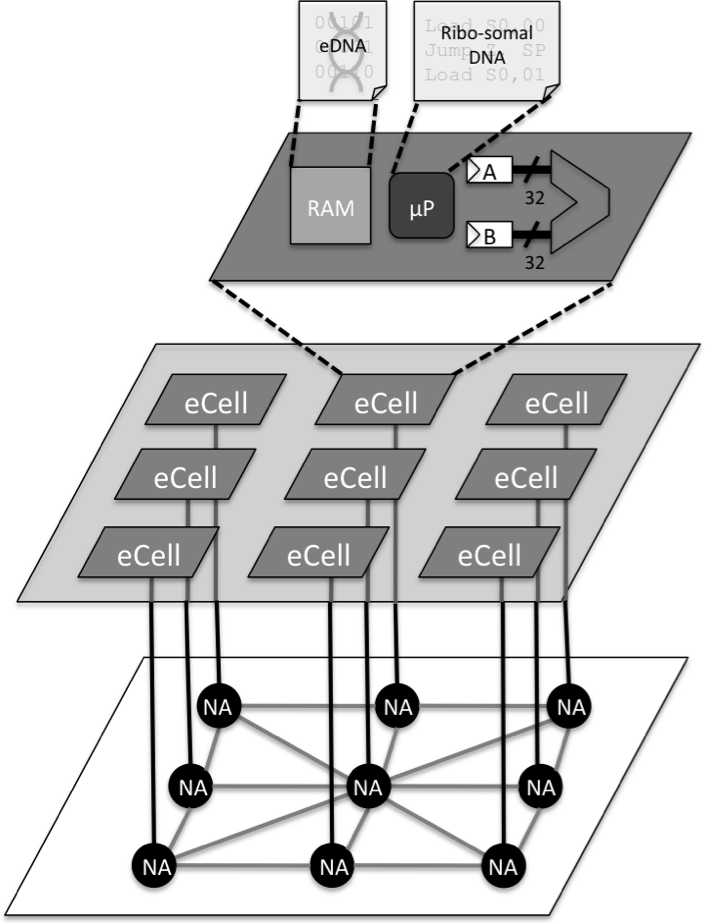 00101
eDNA
Load S0,00
Ribo-somal
Jump Z, SP
DNA
Load S0,01
RAM
µP
A
32
B
32
eCell
eCell
eCell
eCell
eCell
eCell
eCell
eCell
eCell
NA
NA
NA
NA
NA
NA
NA
NA
NA